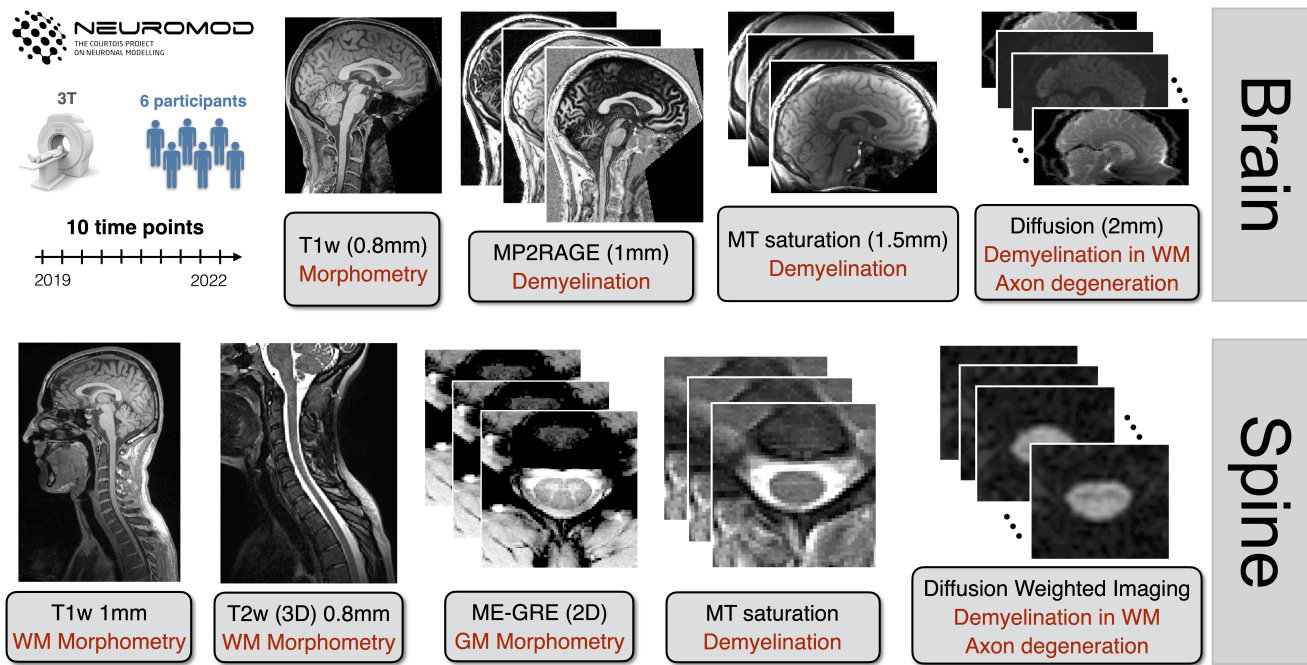 NEUROMOD
THE COURTOIS PROJECT
ON NEURONAL MODELLING
3T
6 participants
10 time points
2019
2022
T1w (0.8mm)
Morphometry
MP2RAGE (1mm)
Demyelination
MT saturation (1.5mm)
Demyelination
Diffusion (2mm)
Demyelination in WM
Axon degeneration
Brain
T1w 1mm
WM Morphometry
T2w (3D) 0.8mm
WM Morphometry
ME-GRE (2D)
GM Morphometry
MT saturation
Demyelination
Diffusion Weighted Imaging
Demyelination in WM
Axon degeneration
Spine